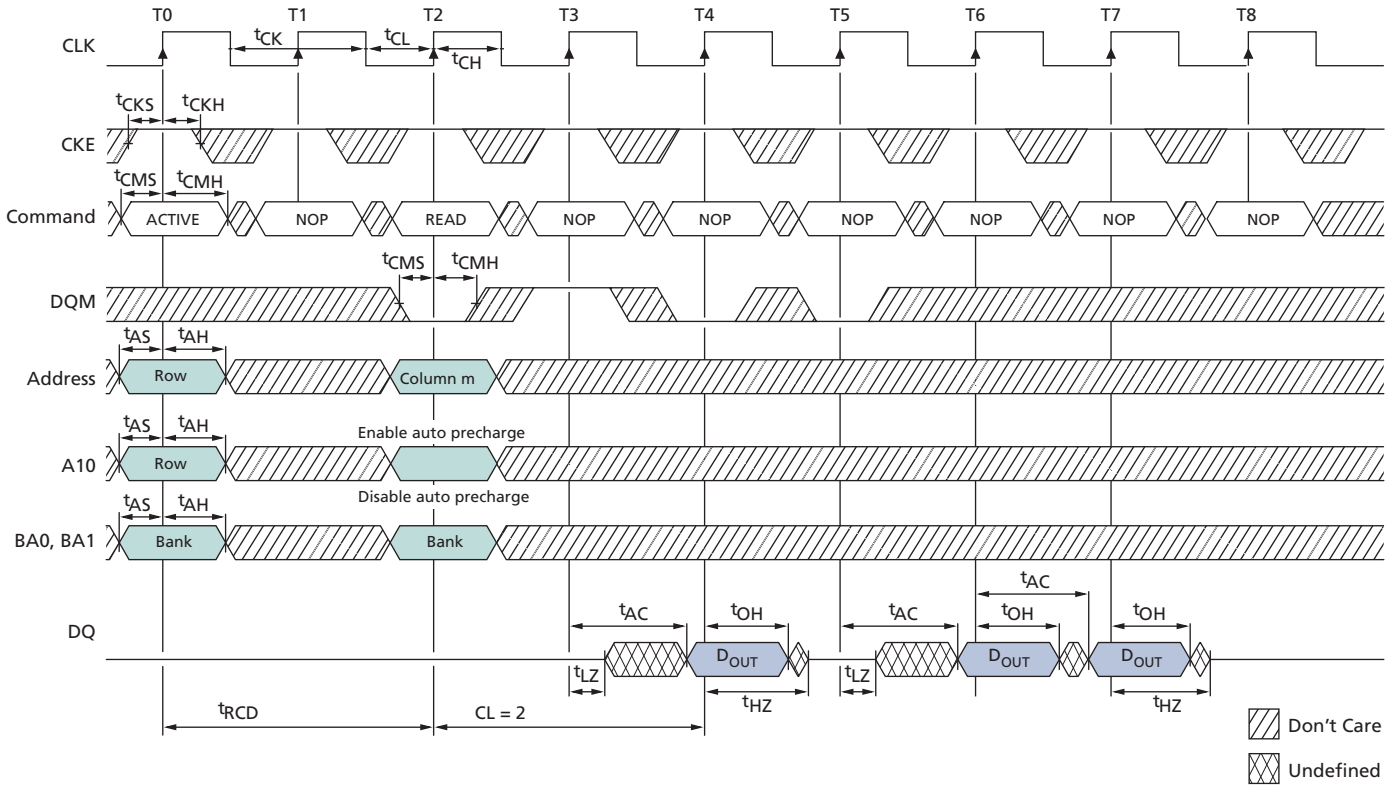 T0 T1 T2 T3 T4 T5 T6 T7 T8
CLK
tCK tCL
tCH
tCKS tCKH
CKE
tCMS tCMH
Command ACTIVE NOP READ NOP NOP NOP NOP NOP NOP
tCMS tCMH
DQM
tAS tAH
Address Row Column m
tAS tAH Enable auto precharge
A10 Row
tAS tAH Disable auto precharge
BA0, BA1 Bank Bank
tAC
tAC tOH tAC tOH tOH
DQ
DOUT DOUT DOUT
tLZ tLZ
tHZ tHZ
tRCD CL = 2
Don't Care
Undefined